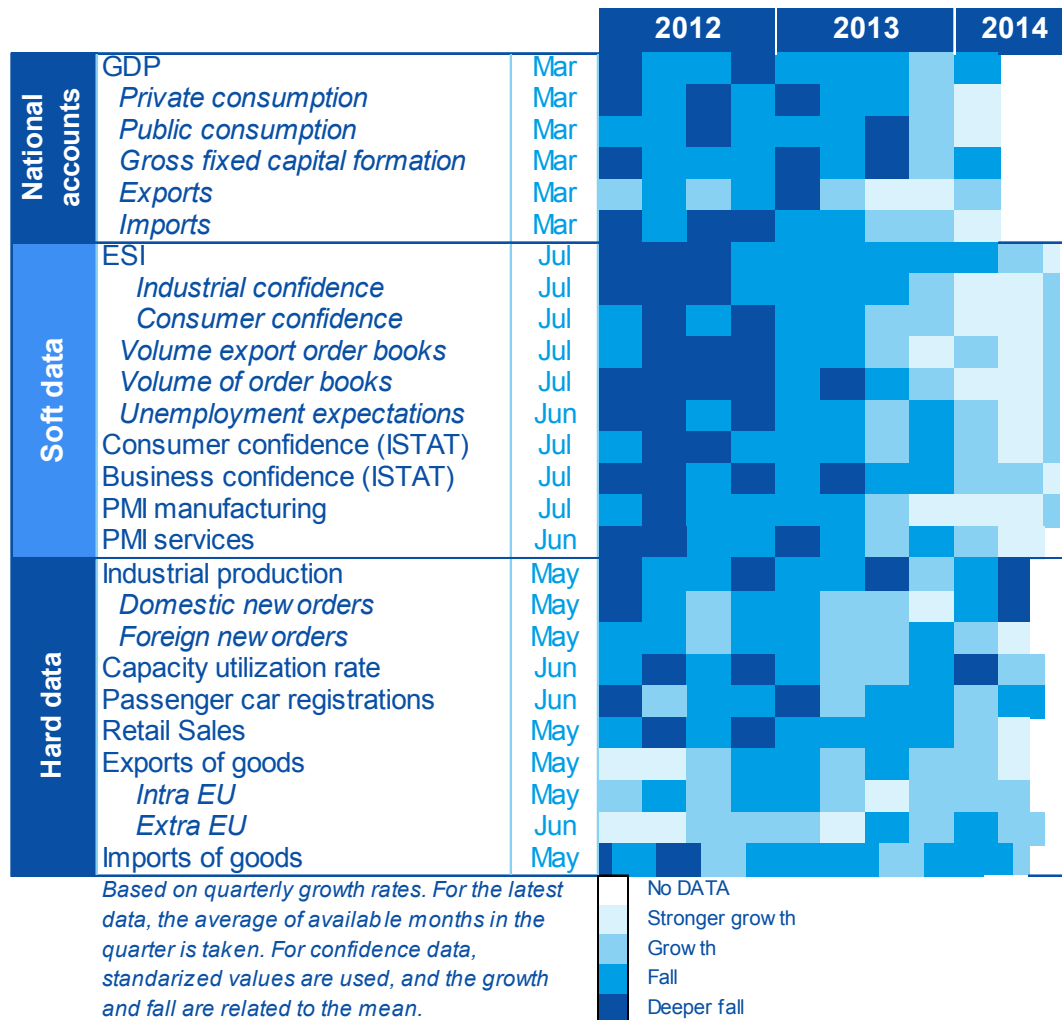 2012 2013 2014
National accounts
GDP Mar
Private consumption Mar
Public consumption Mar
Gross fixed capital formation Mar
Exports Mar
Imports Mar
Soft data
ESI Jul
Industrial confidence Jul
Consumer confidence Jul
Volume export order books Jul
Volume of order books Jul
Unemployment expectations Jun
Consumer confidence (ISTAT) Jul
Business confidence (ISTAT) Jul
PMI manufacturing Jul
PMI services Jun
Hard data
Industrial production May
Domestic new orders May
Foreign new orders May
Capacity utilization rate Jun
Passenger car registrations Jun
Retail Sales May
Exports of goods May
Intra EU May
Extra EU Jun
Imports of goods May
Based on quarterly growth rates. For the latest
data, the average of available months in the
quarter is taken. For confidence data,
standarized values are used, and the growth
and fall are related to the mean.
No DATA
Stronger growth
Growth
Fall
Deeper fall